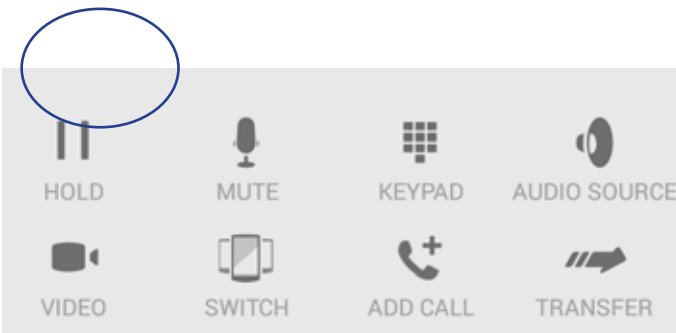 HOLD MUTE KEYPAD AUDIO SOURCE
VIDEO SWITCH ADD CALL TRANSFER